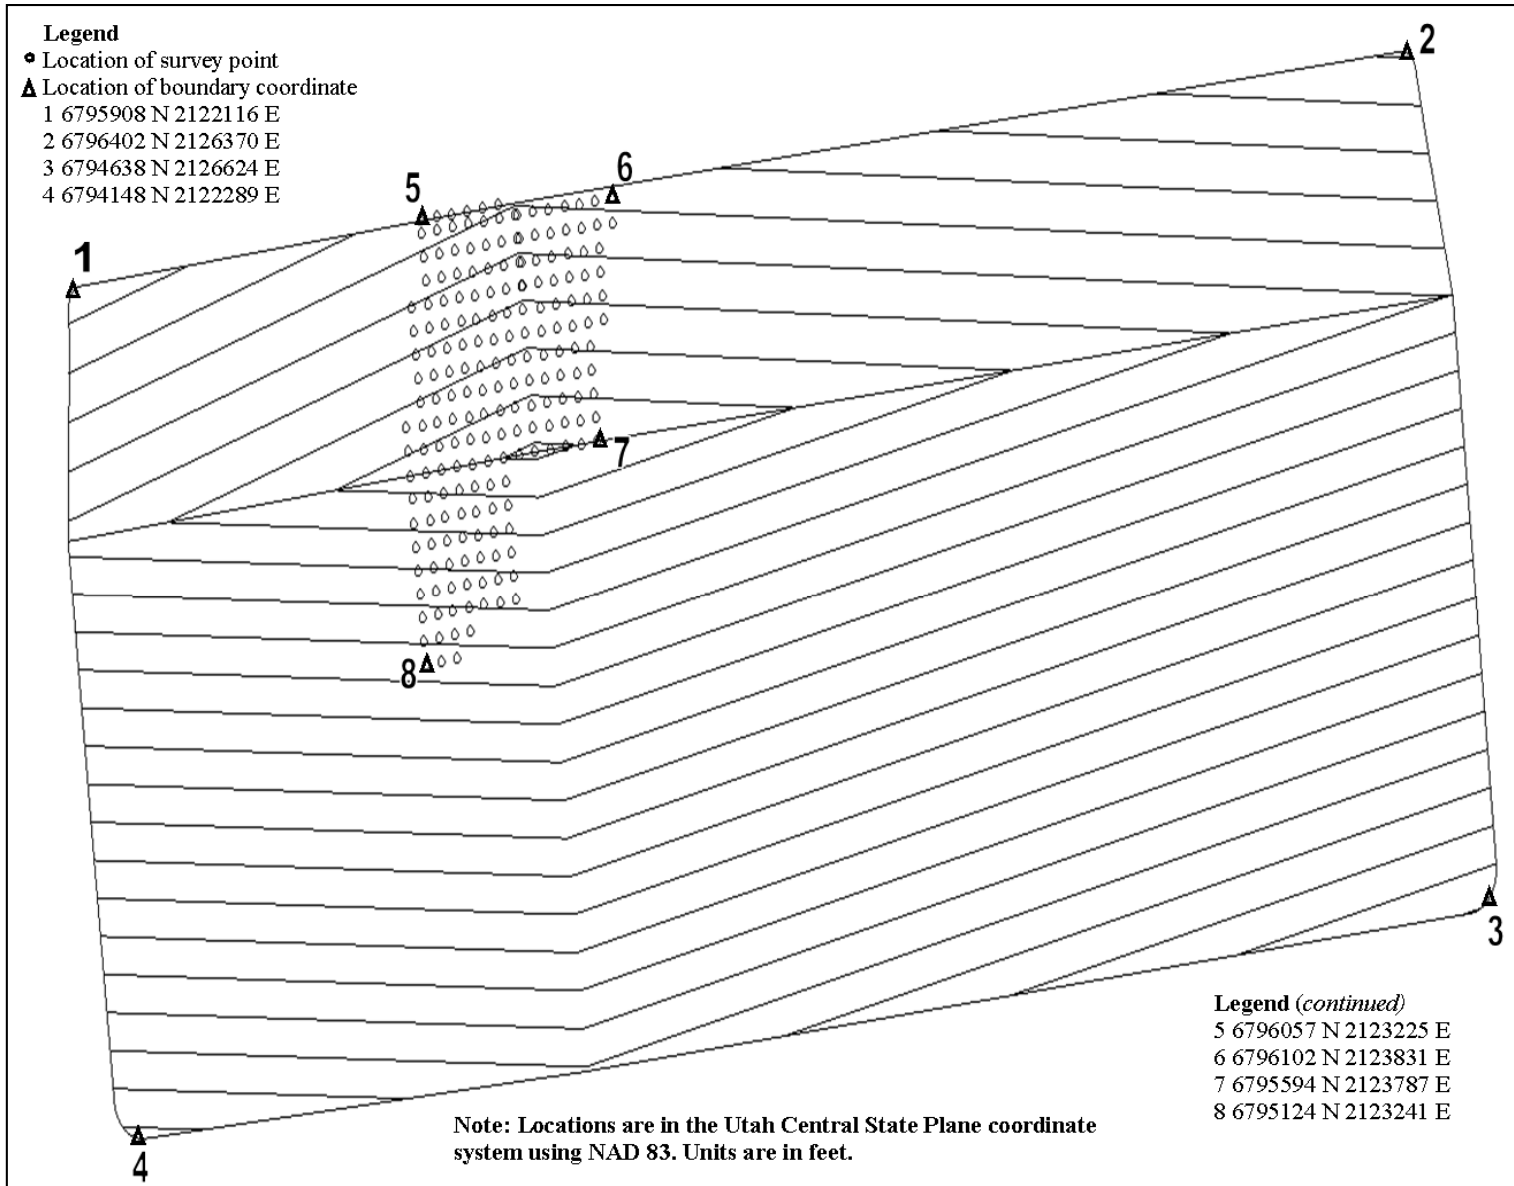 Legend
Location of survey point
Location of boundary coordinate
1 6795908 N 2122116 E
2 6796402 N 2126370 E
3 6794638 N 2126624 E
4 6794148 N 2122289 E
2
6
5
1
7
8
3
Legend (continued)
5 6796057 N 2123225 E
6 6796102 N 2123831 E
7 6795594 N 2123787 E
8 6795124 N 2123241 E
Note: Locations are in the Utah Central State Plane coordinate
system using NAD 83. Units are in feet.
4